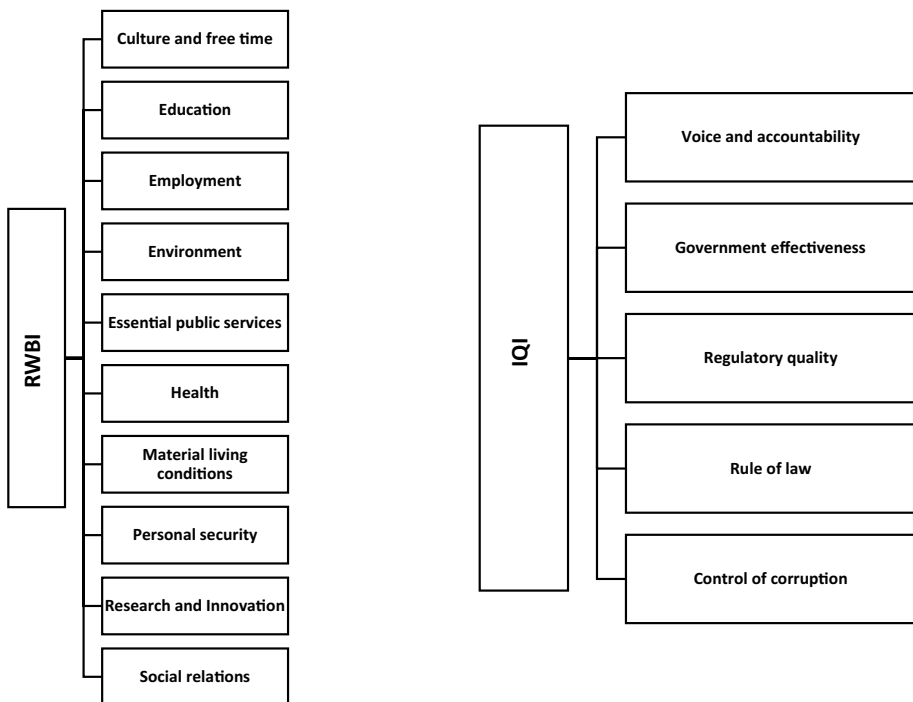 RWBI
Culture and free time
Education
Employment
Environment
Essential public services
Health
Material living
conditions
Personal security
Research and Innovation
Social relations
IQI
Voice and accountability
Government effectiveness
Regulatory quality
Rule of law
Control of corruption